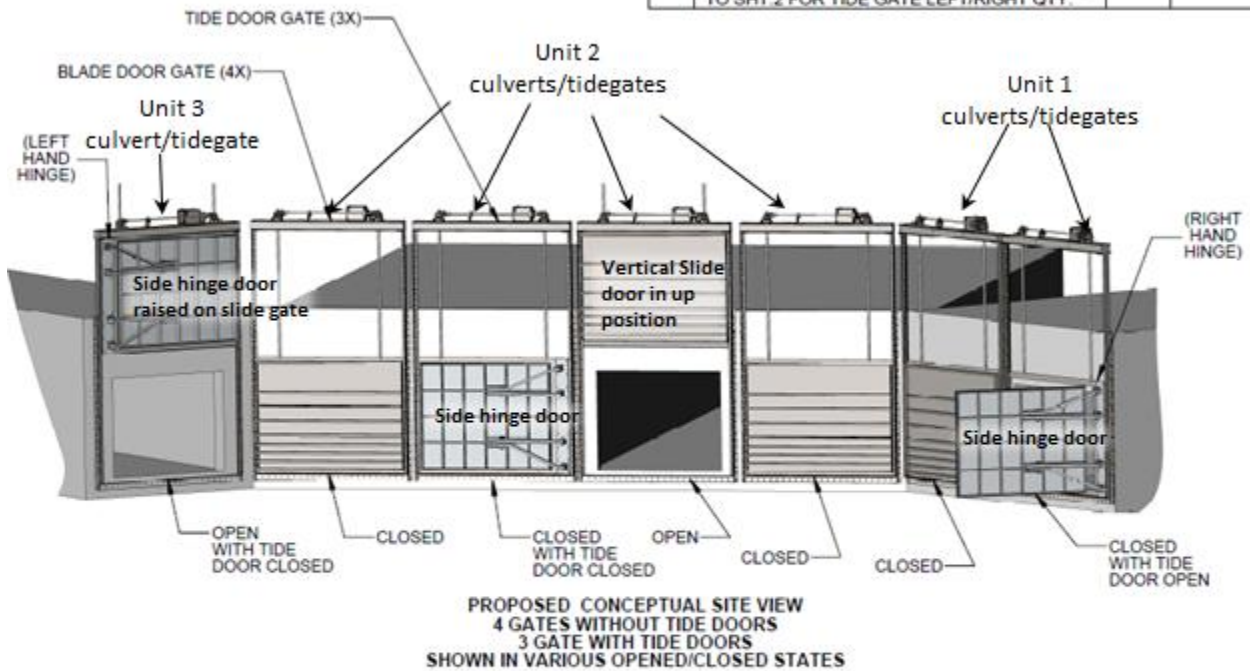 TO SHT.2 FOR TIDE GATE LEFT/RIGHT QTY.
TIDE DOOR GATE (3X)
BLADE DOOR GATE (4X)
Unit 3
culvert/tidegate
Unit 2
culverts/tidegates
Unit 1
culverts/tidegates
(LEFT
HAND
HINGE)
(RIGHT
HAND
HINGE)
Side hinge door
raised on slide gate
Vertical Slide
door in up
position
Side hinge door
Side hinge door
OPEN
WITH TIDE
DOOR CLOSED
CLOSED
CLOSED
WITH TIDE
DOOR CLOSED
OPEN
CLOSED
CLOSED
CLOSED
WITH TIDE
DOOR OPEN
PROPOSED CONCEPTUAL SITE VIEW
4 GATES WITHOUT TIDE DOORS
3 GATE WITH TIDE DOORS
SHOWN IN VARIOUS OPENED/CLOSED STATES